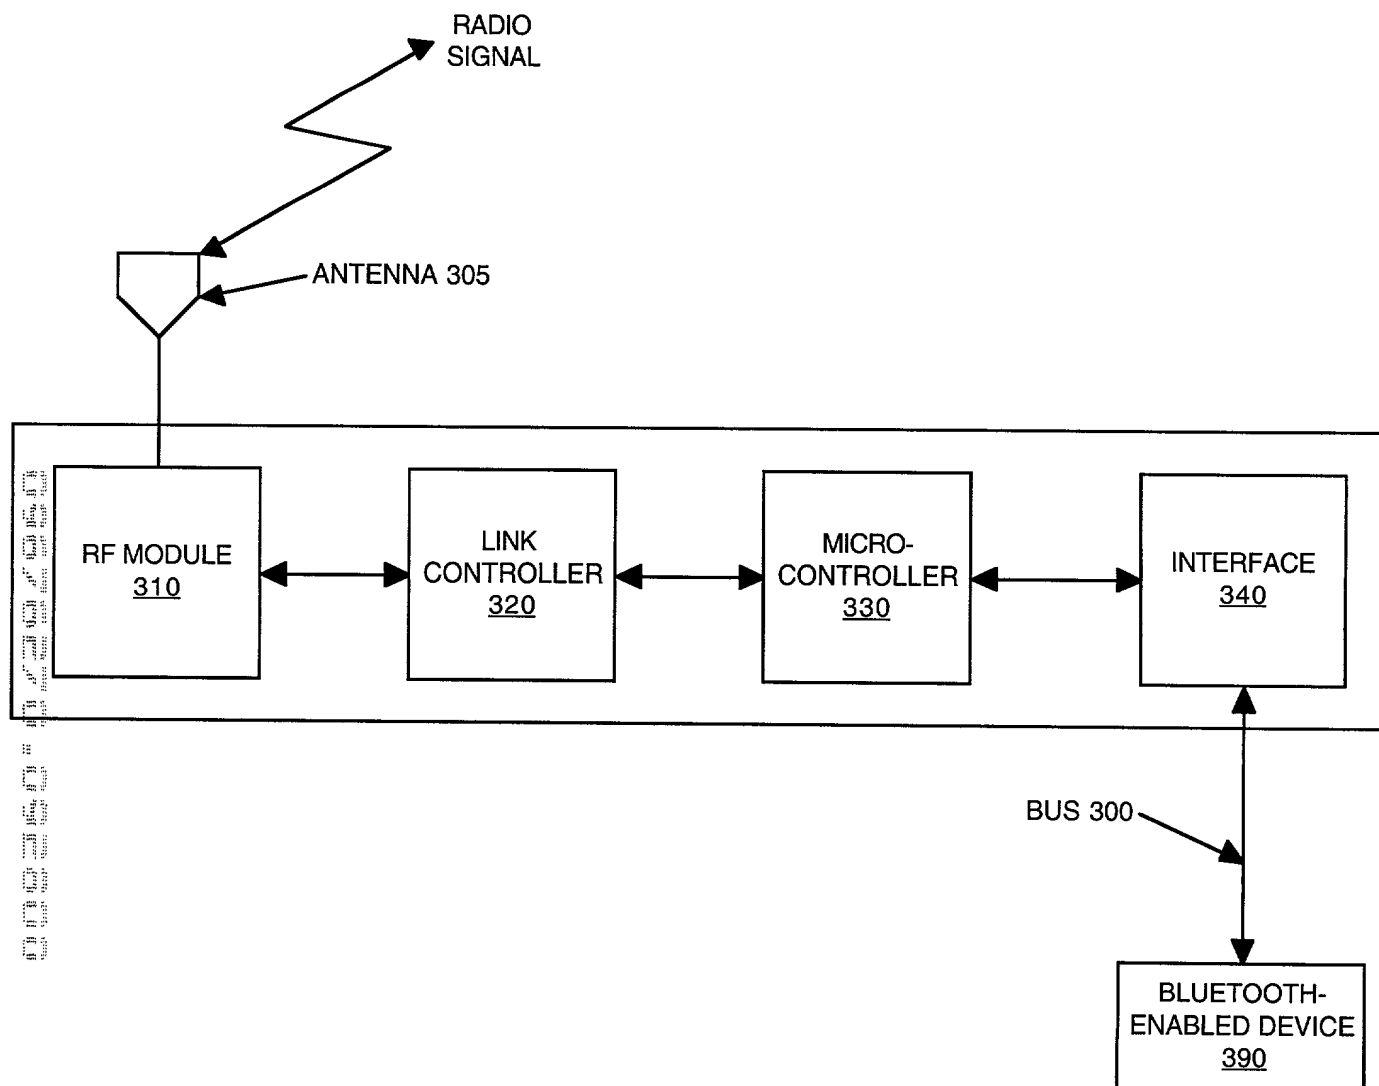 RADIO
SIGNAL
ANTENNA 305
RF MODULE
310
LINK
CONTROLLER
320
MICRO-
CONTROLLER
330
INTERFACE
340
BUS 300
BLUETOOTH-
ENABLED DEVICE
390